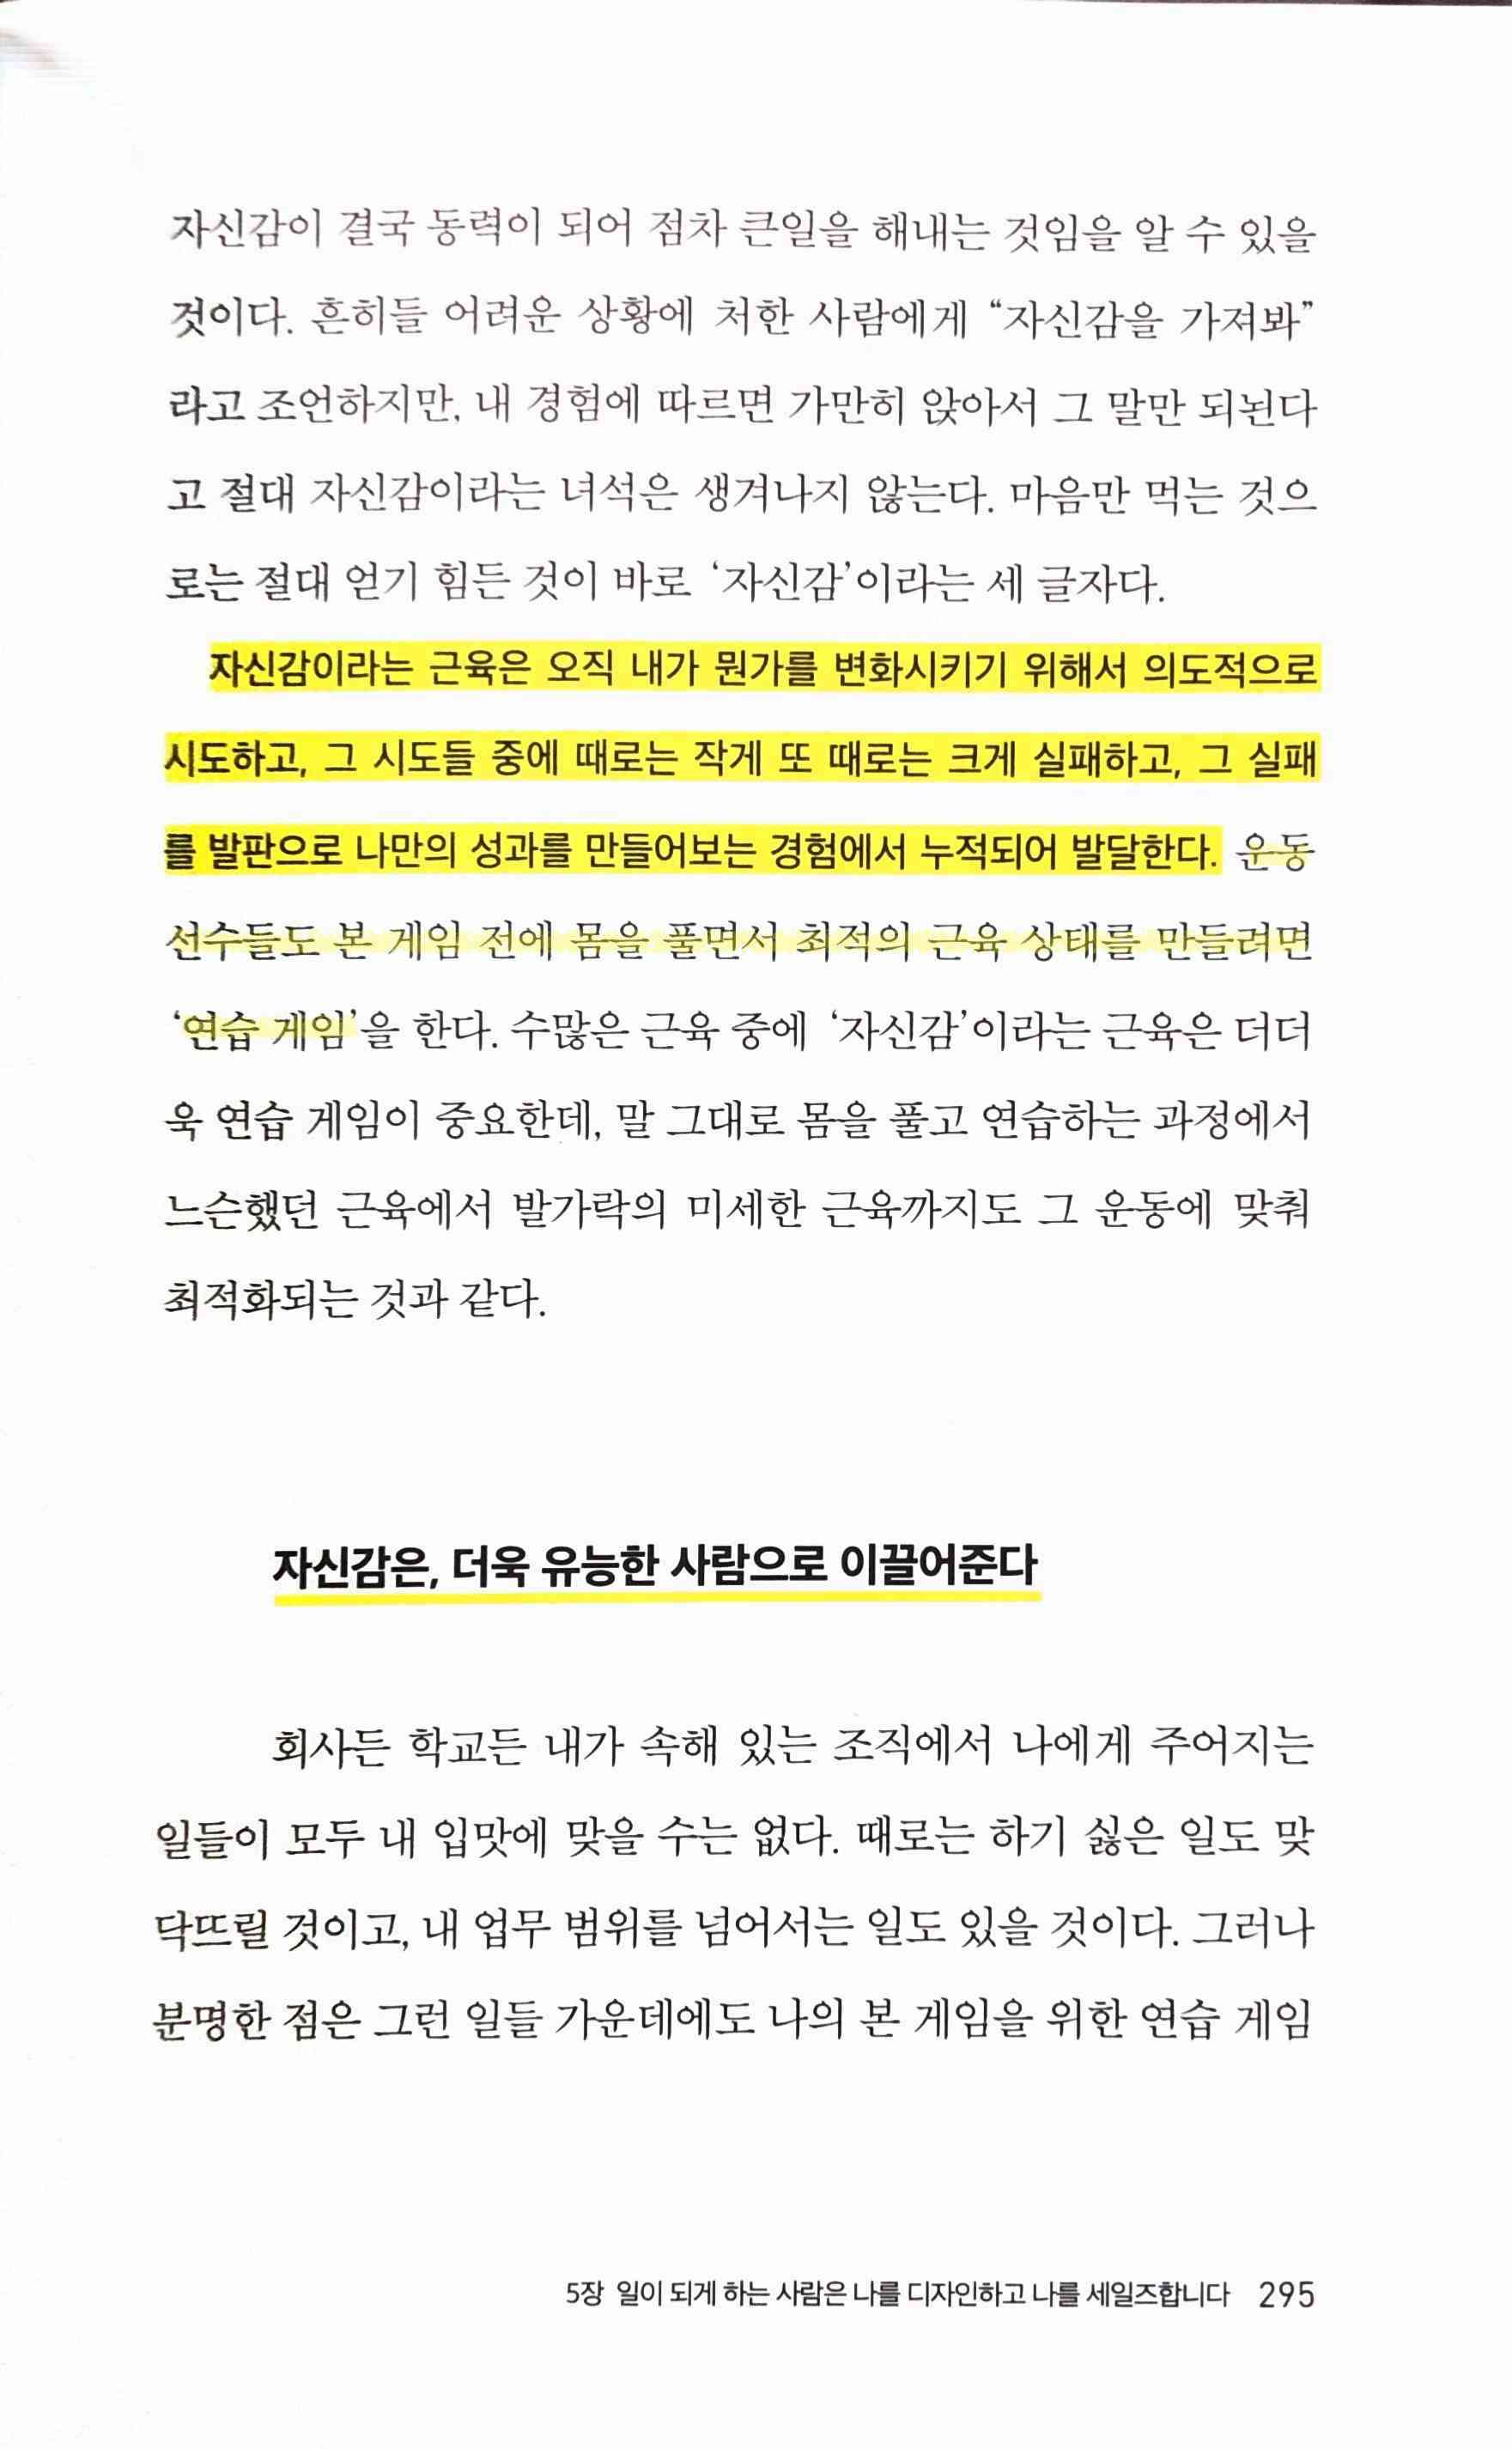 자신감이 결국 동력이 되어 점차 큰일을 해내는 것임을 알 수 있을
것이다. 흔히들 어려운 상황에 처한 사람에게 “자신감을 가져봐”
라고 조언하지만, 내 경험에 따르면 가만히 앉아서 그 말만 되뇐다
고 절대 자신감이라는 녀석은 생겨나지 않는다. 마음만 먹는 것으
로는 절대 얻기 힘든 것이 바로 ‘자신감’이라는 세 글자다.
자신감이라는 근육은 오직 내가 뭔가를 변화시키기 위해서 의도적으로
시도하고, 그 시도들 중에 때로는 작게 또 때로는 크게 실패하고, 그 실패
를 발판으로 나만의 성과를 만들어보는 경험에서 누적되어 발달한다. 운동
선수들도 본 게임 전에 몸을 풀면서 최적의 근육 상태를 만들려면
‘연습 게임’을 한다. 수많은 근육 중에 ‘자신감’이라는 근육은 더더
욱 연습 게임이 중요한데, 말 그대로 몸을 풀고 연습하는 과정에서
느슨했던 근육에서 발가락의 미세한 근육까지도 그 운동에 맞춰
최적화되는 것과 같다.
자신감은, 더욱 유능한 사람으로 이끌어준다
회사든 학교든 내가 속해 있는 조직에서 나에게 주어지는
일들이 모두 내 입맛에 맞을 수는 없다. 때로는 하기 싫은 일도 맞
닥뜨릴 것이고, 내 업무 범위를 넘어서는 일도 있을 것이다. 그러나
분명한 점은 그런 일들 가운데에도 나의 본 게임을 위한 연습 게임
5장 일이 되게 하는 사람은 나를 디자인하고 나를 세일즈합니다 295